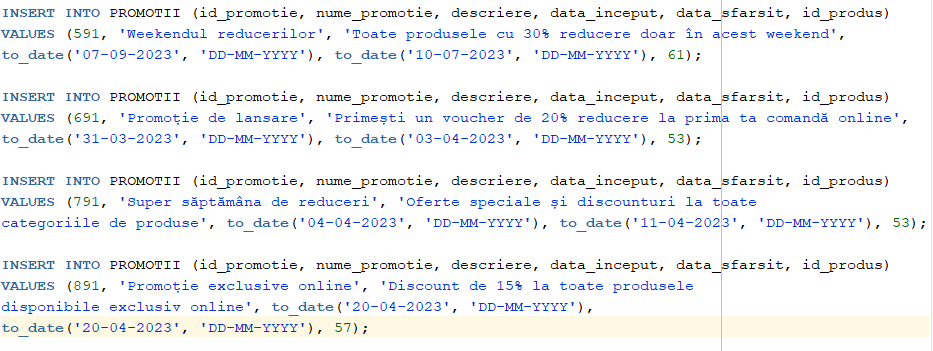 INSERT INTO PROMOTII (id_promotie, nume_promotie, descriere, data_inceput, data_sfarsit, id_produs)
VALUES (591, 'Weekendul reducerilor', 'Toate produsele cu 30% reducere doar în acest weekend',
to_date('07-09-2023', 'DD-MM-YYYY'), to_date('10-07-2023', 'DD-MM-YYYY'), 61);
INSERT INTO PROMOTII (id_promotie, nume_promotie, descriere, data_inceput, data_sfarsit, id_produs)
VALUES (691, 'Promoție de lansare', 'Primești un voucher de 20% reducere la prima ta comandă online',
to_date('31-03-2023', 'DD-MM-YYYY'), to_date('03-04-2023', 'DD-MM-YYYY'), 53);
INSERT INTO PROMOTII (id_promotie, nume_promotie, descriere, data_inceput, data_sfarsit, id_produs)
VALUES (791, 'Super săptămâna de reduceri', 'Oferte speciale și discounturi la toate
categoriile de produse', to_date('04-04-2023', 'DD-MM-YYYY'), to_date('11-04-2023', 'DD-MM-YYYY'), 53);
INSERT INTO PROMOTII (id_promotie, nume_promotie, descriere, data_inceput, data_sfarsit, id_produs)
VALUES (891, 'Promoție exclusive online', 'Discount de 15% la toate produsele
disponibile exclusiv online', to_date('20-04-2023', 'DD-MM-YYYY'),
to_date('20-04-2023', 'DD-MM-YYYY'), 57);